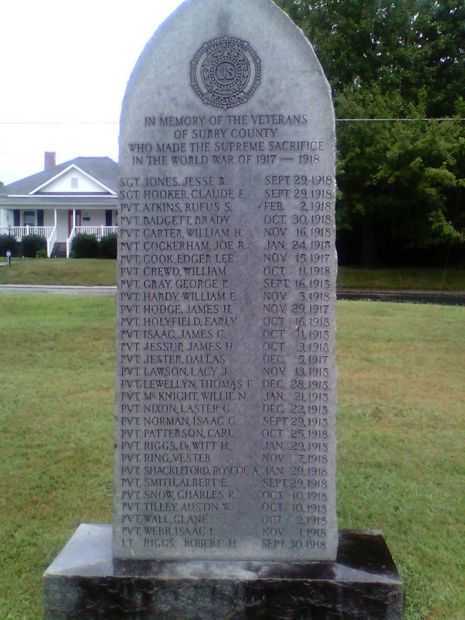 US
IN MEMORY OF THE VETERANS
OF SURRY COUNTY
WHO MADE THE SUPREME SACRIFICE
IN THE WORLD WAR OF 1917 — 1918
SGT. JONES, JESSE B. SEPT. 29, 1918
SGT. HOOKER, CLAUDE E. SEPT. 29, 1918
PVT. ATKINS, RUFUS S. FEB. 2, 1918
PVT. BADGETT, BRADY OCT. 30, 1918
PVT. CARTER, WILLIAM H. NOV. 16, 1918
PVT. COCKERHAM, JOE R. JAN. 24, 1918
PVT. COOK, EDGER LEE NOV. 15, 1917
PVT. CREWD, WILLIAM OCT. 11, 1918
PVT. GRAY, GEORGE P. SEPT. 16, 1918
PVT. HARDY, WILLIAM E. NOV. 3, 1918
PVT. HODGE, JAMES H. NOV. 29, 1917
PVT. HOLYFIELD, EARLY OCT. 16, 1918
PVT. ISAAC, JAMES C. OCT. 1918
PVT. JESSUP, JAMES H. OCT. 1918
PVT. JESTER, DALLAS DEC. 5, 1917
PVT. LAWSON, LACY J. NOV. 13, 1918
PVT. LEWELLYN, THOMAS F. DEC. 28, 1918
PVT. McKNIGHT, WILLIE N. JAN. 21, 1918
PVT. NIXON, LASTER G. DEC. 22, 1918
PVT. NORMAN, ISAAC G. SEPT. 29, 1918
PVT. PATTERSON, CARL OCT. 25, 1918
PVT. RIGGS, DeWITT H. JAN. 29, 1918
PVT. RING, VESTER NOV. 7, 1918
PVT. SHACKLEFORD, ROSCOE A. JAN. 29, 1918
PVT. SMITH, ALBERT E. SEPT. 29, 1918
PVT. SNOW, CHARLES R. OCT. 10, 1918
PVT. TILLEY, AUSTIN W. OCT. 10, 1918
PVT. WALL, GLANE OCT. 2, 1918
PVT. WEBB, ISAAC I. NOV. 1, 1918
LT. RIGGS, ROBERT H. SEPT. 30, 1918